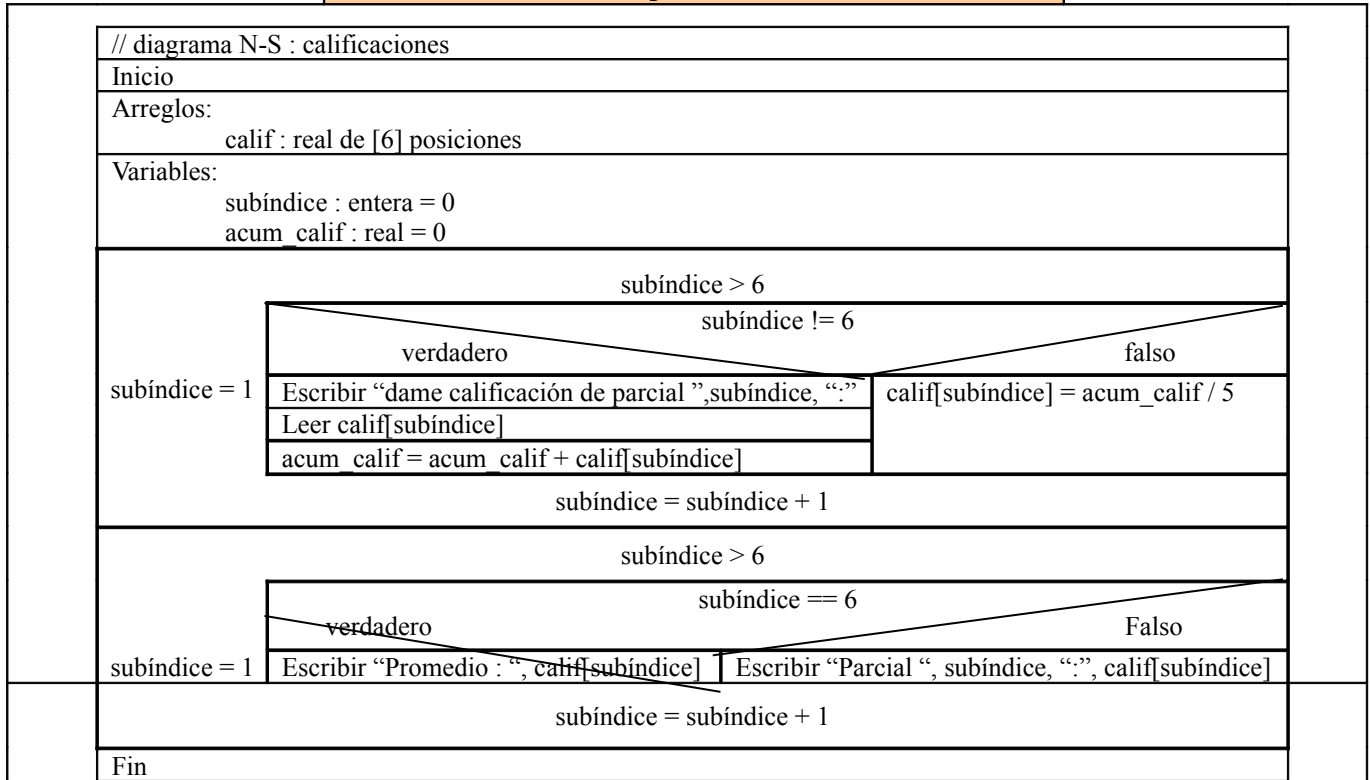 // diagrama N-S : calificaciones
Inicio
Arreglos:
calif : real de [6] posiciones
Variables:
subíndice : entera = 0
acum_calif : real = 0
subíndice > 6
subíndice != 6
verdadero
falso
subíndice = 1
Escribir “dame calificación de parcial ”,subíndice, “:”
calif[subíndice] = acum_calif / 5
Leer calif[subíndice]
acum_calif = acum_calif + calif[subíndice]
subíndice = subíndice + 1
subíndice > 6
subíndice == 6
verdadero
Falso
subíndice = 1
Escribir “Promedio : “, calif[subíndice]
Escribir “Parcial “, subíndice, “:”, calif[subíndice]
subíndice = subíndice + 1
Fin